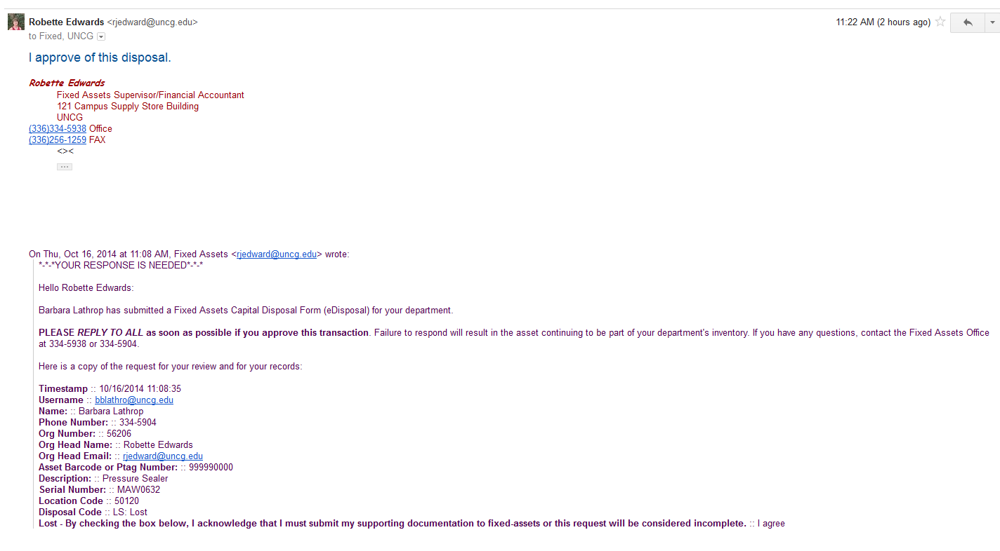 Robette Edwards <rjedward@uncg.edu>
11:22 AM (2 hours ago)
to Fixed, UNCG
I approve of this disposal.
Robette Edwards
Fixed Assets Supervisor/Financial Accountant
121 Campus Supply Store Building
UNCG
(336)334-5938 Office
(336)256-1259 FAX
<><
On Thu, Oct 16, 2014 at 11:08 AM, Fixed Assets <rjedward@uncg.edu> wrote:
*-*-*YOUR RESPONSE IS NEEDED*-*-*
Hello Robette Edwards:
Barbara Lathrop has submitted a Fixed Assets Capital Disposal Form (eDisposal) for your department.
PLEASE REPLY TO ALL as soon as possible if you approve this transaction. Failure to respond will result in the asset continuing to be part of your department's inventory. If you have any questions, contact the Fixed Assets Office
at 334-5938 or 334-5904.
Here is a copy of the request for your review and for your records:
Timestamp :: 10/16/2014 11:08:35
Username :: bblathro@uncg.edu
Name: :: Barbara Lathrop
Phone Number: :: 334-5904
Org Number: :: 56206
Org Head Name: :: Robette Edwards
Org Head Email: :: rjedward@uncg.edu
Asset Barcode or Ptag Number: :: 999990000
Description: :: Pressure Sealer
Serial Number: :: MAW0632
Location Code :: 50120
Disposal Code :: LS: Lost
Lost - By checking the box below, I acknowledge that I must submit my supporting documentation to fixed-assets or this request will be considered incomplete. :: I agree